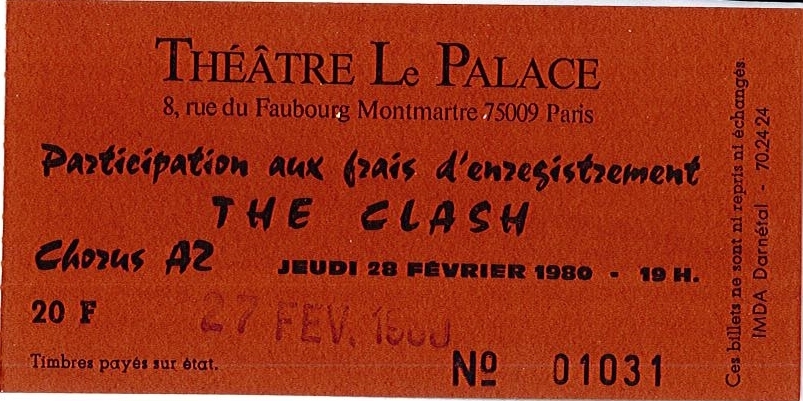 THÉÂTRE LE PALACE
8, rue du Faubourg Montmartre 75009 Paris
Participation aux frais d'enregistrement
THE CLASH
Chorus A2 JEUDI 28 FÉVRIER 1980 - 19 H.
20 F 27 FEV. 1980
Timbres payés sur état. Nº 01031
Ces billets ne sont ni repris ni échangés.
IMDA Darnétal - 70.24 24